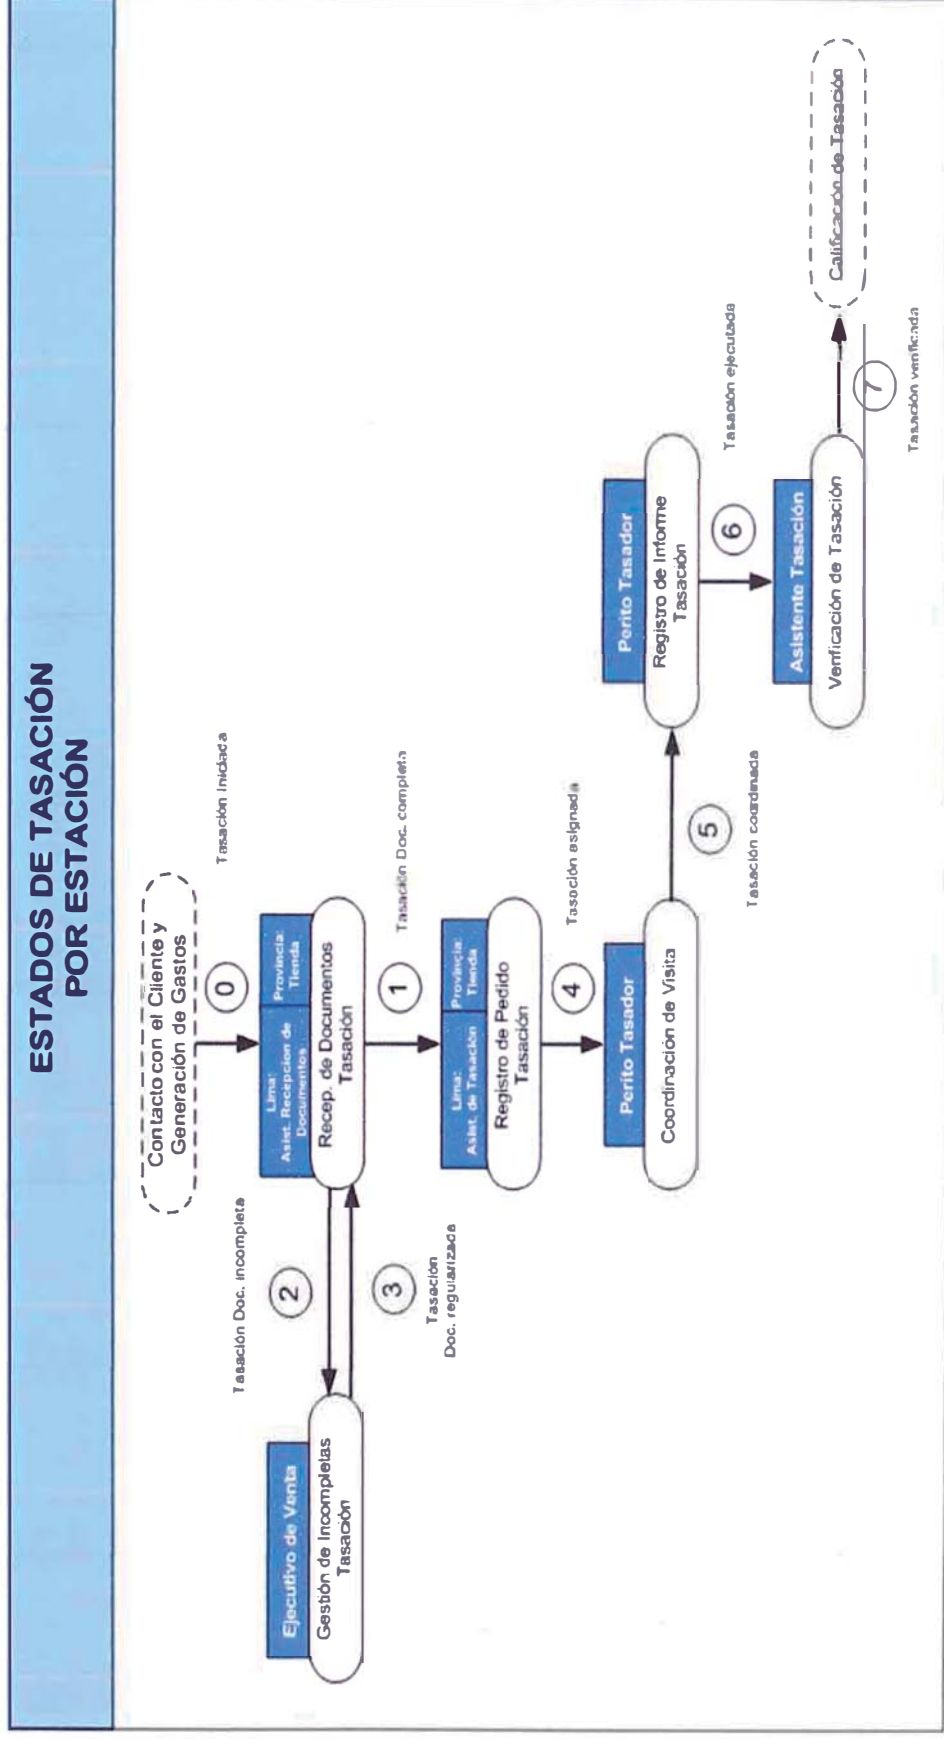 ESTADOS DE TASACIÓN
POR ESTACIÓN
Contacto con el Cliente y
Generación de Gastos
0
Tasación Iniciada
Lima:
Asist. Recepcion de
Documentos
Provincia:
Tienda
Recep. de Documentos
Tasación
Tasación Doc. incompleta
2
3
Tasación
Doc. regularizada
Ejecutivo de Venta
Gestión de Incompletas
Tasación
1
Tasación Doc. completa
Lima:
Asist. de Tasación
Provincia:
Tienda
Registro de Pedido
Tasación
4
Tasación asignada
Perito Tasador
Coordinación de Visita
5
Tasación coordinada
Perito Tasador
Registro de Informe
Tasación
6
Tasación ejecutada
Asistente Tasación
Verificación de Tasación
7
Tasación verificada
Calificación de Tasación